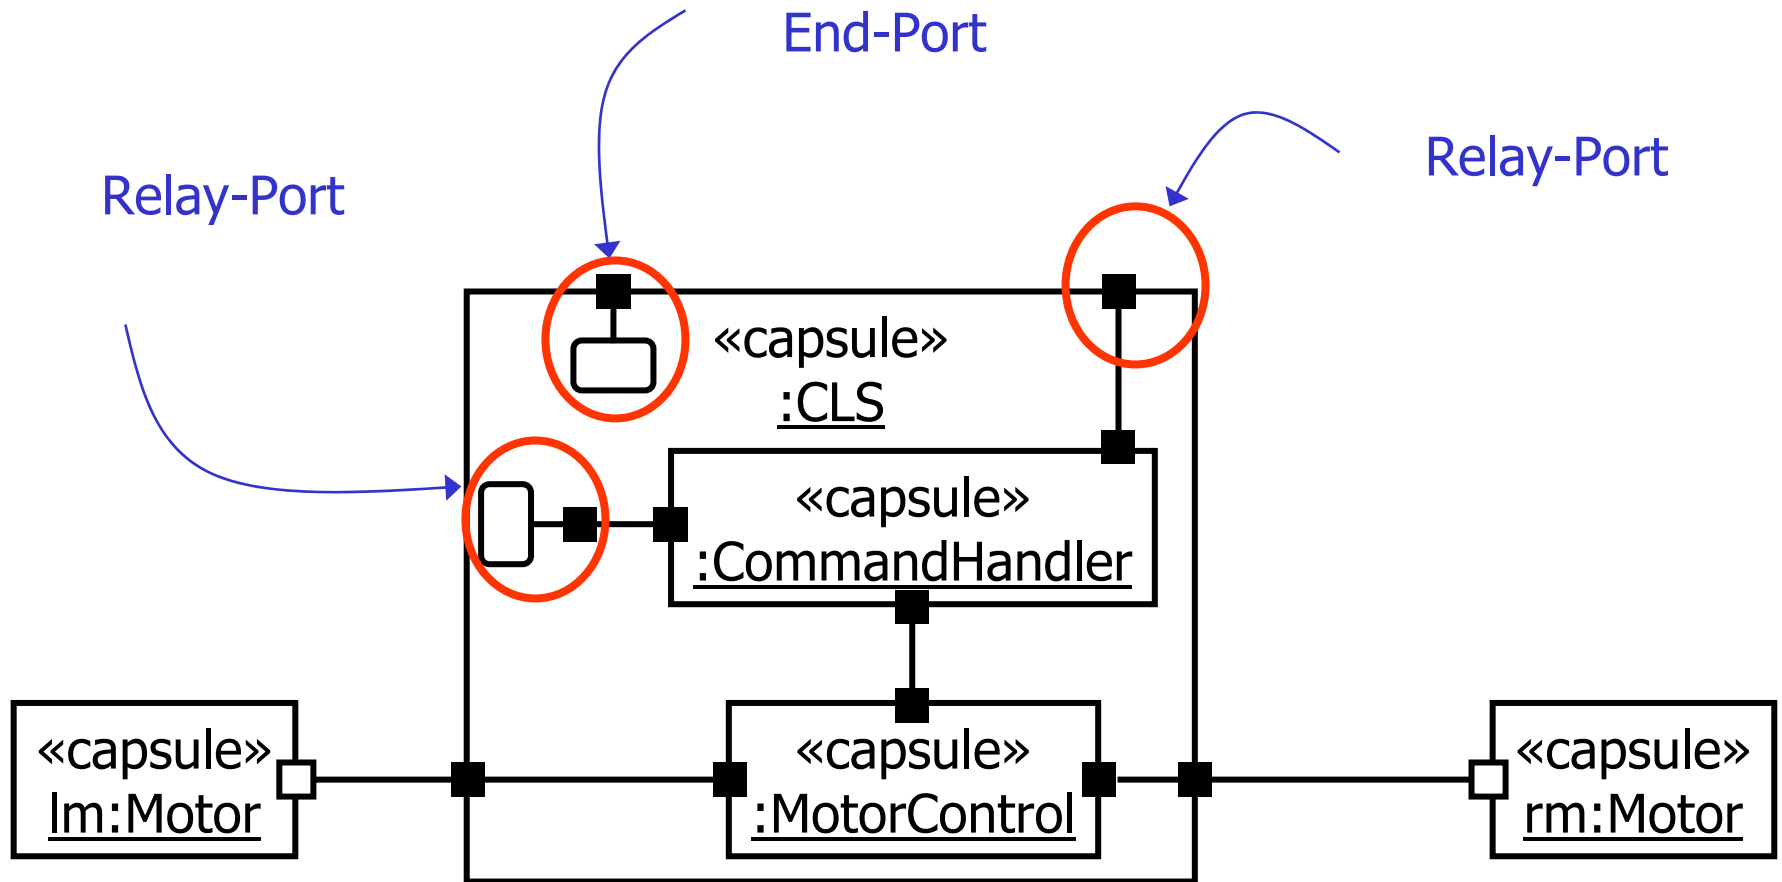 End-Port
Relay-Port
Relay-Port
«capsule»
:CLS
«capsule»
:CommandHandler
«capsule»
lm:Motor
«capsule»
:MotorControl
«capsule»
rm:Motor